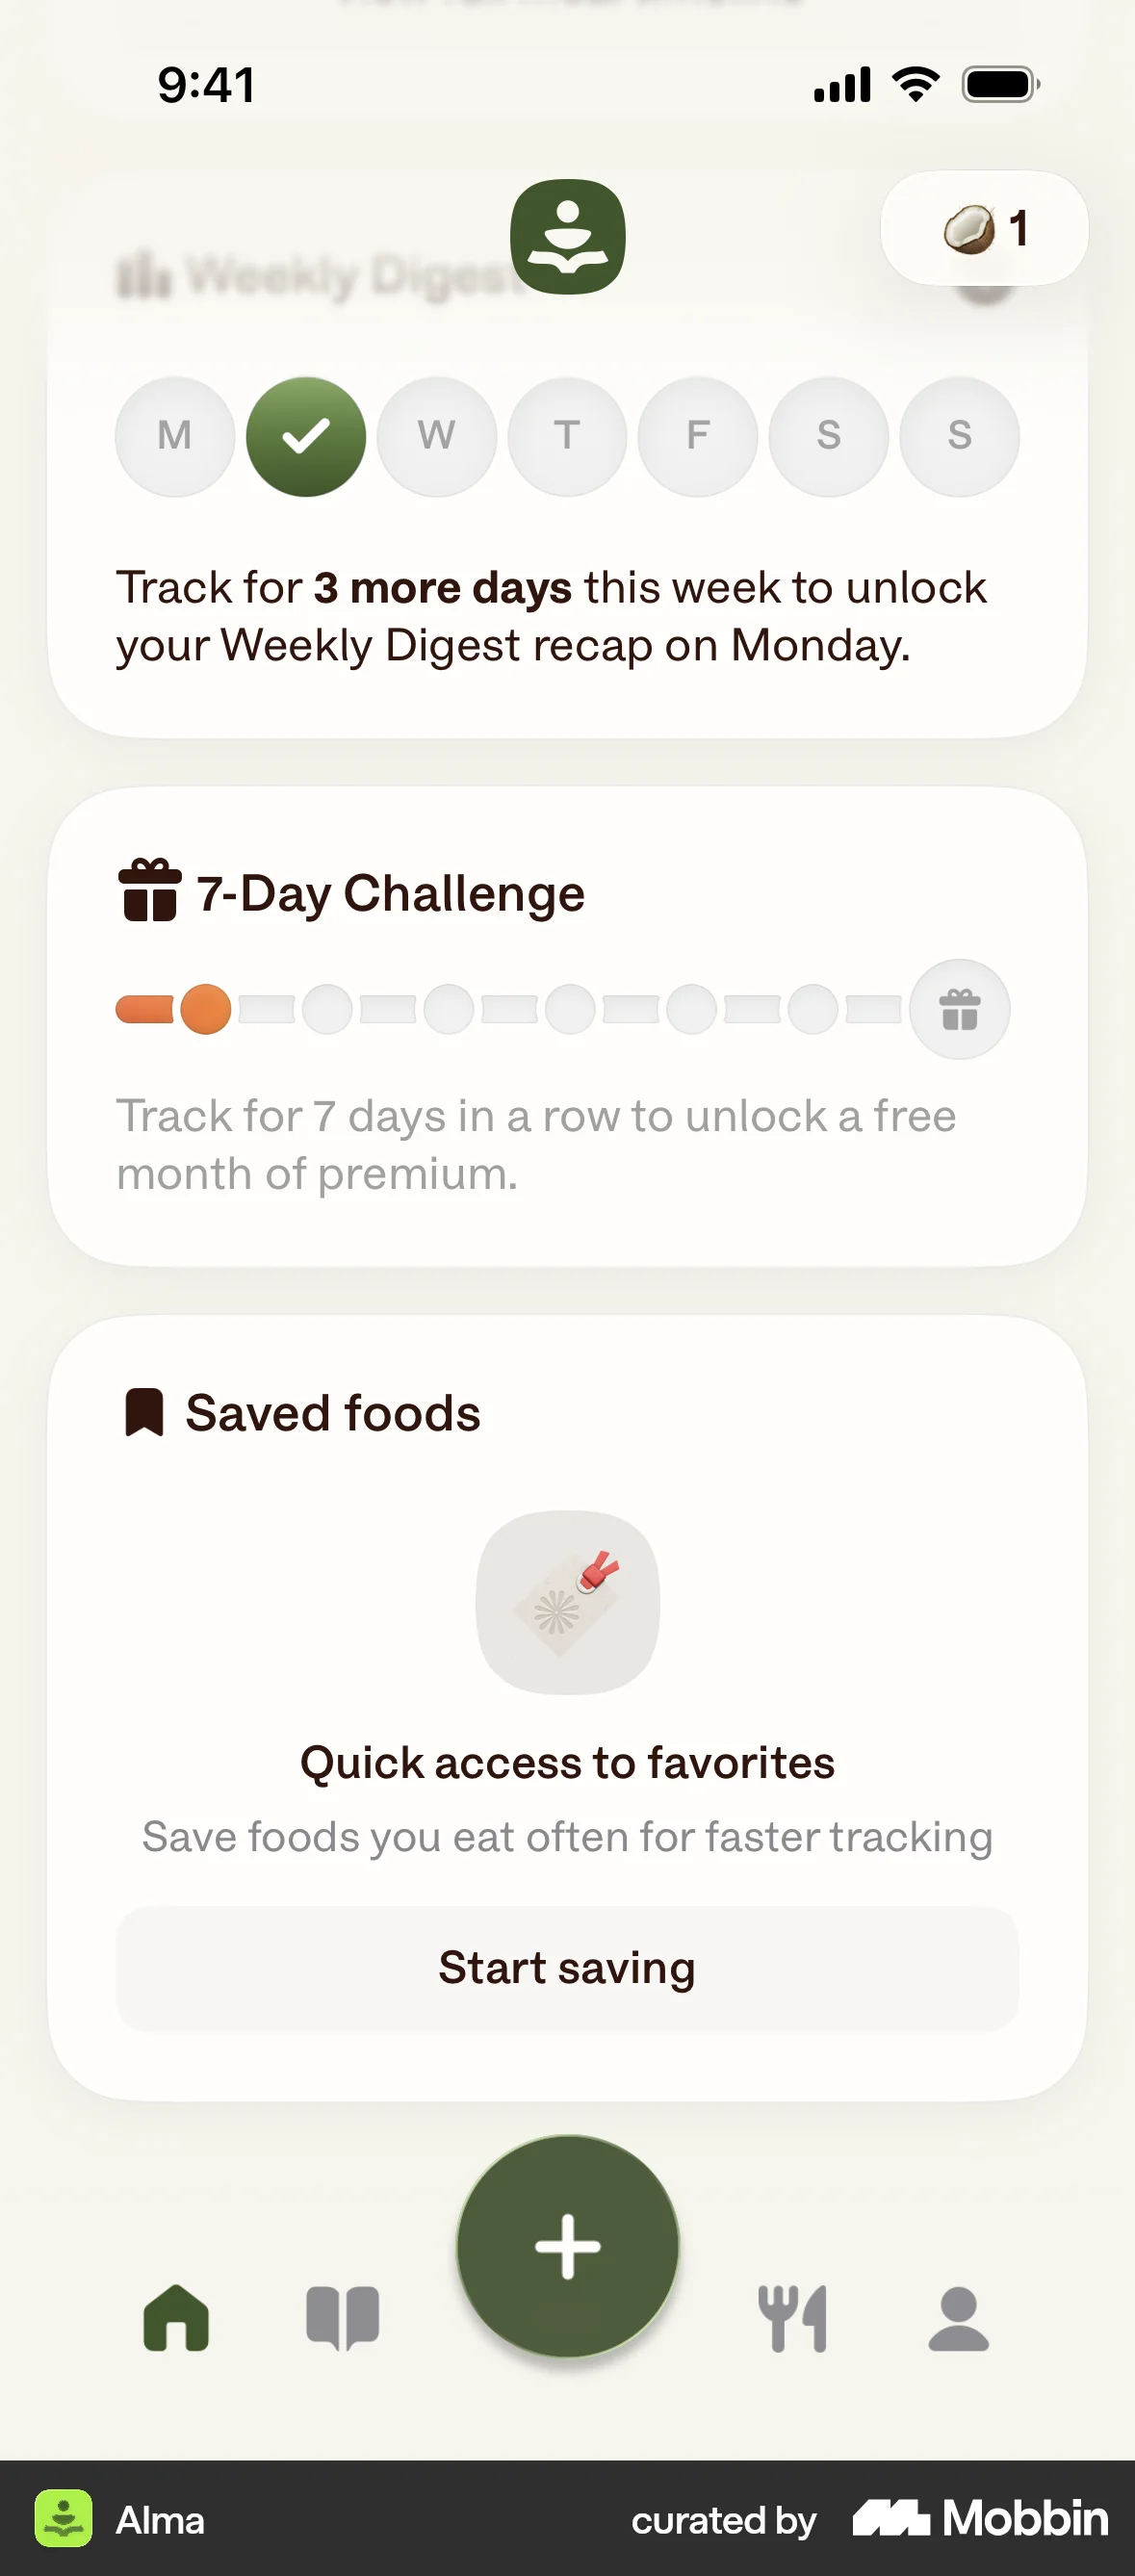 9:41
1
Weekly Digest
M W T F S S
Track for 3 more days this week to unlock
your Weekly Digest recap on Monday.
7-Day Challenge
Track for 7 days in a row to unlock a free
month of premium.
Saved foods
Quick access to favorites
Save foods you eat often for faster tracking
Start saving
Alma
curated by Mobbin